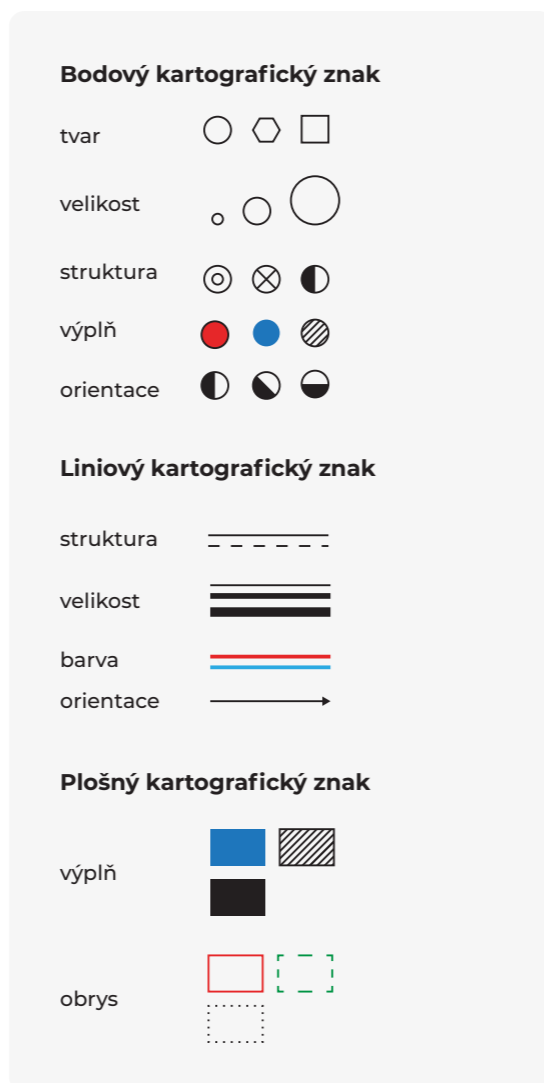 Bodový kartografický znak
tvar
velikost
struktura
výplň
orientace
Liniový kartografický znak
struktura
velikost
barva
orientace
Plošný kartografický znak
výplň
obrys